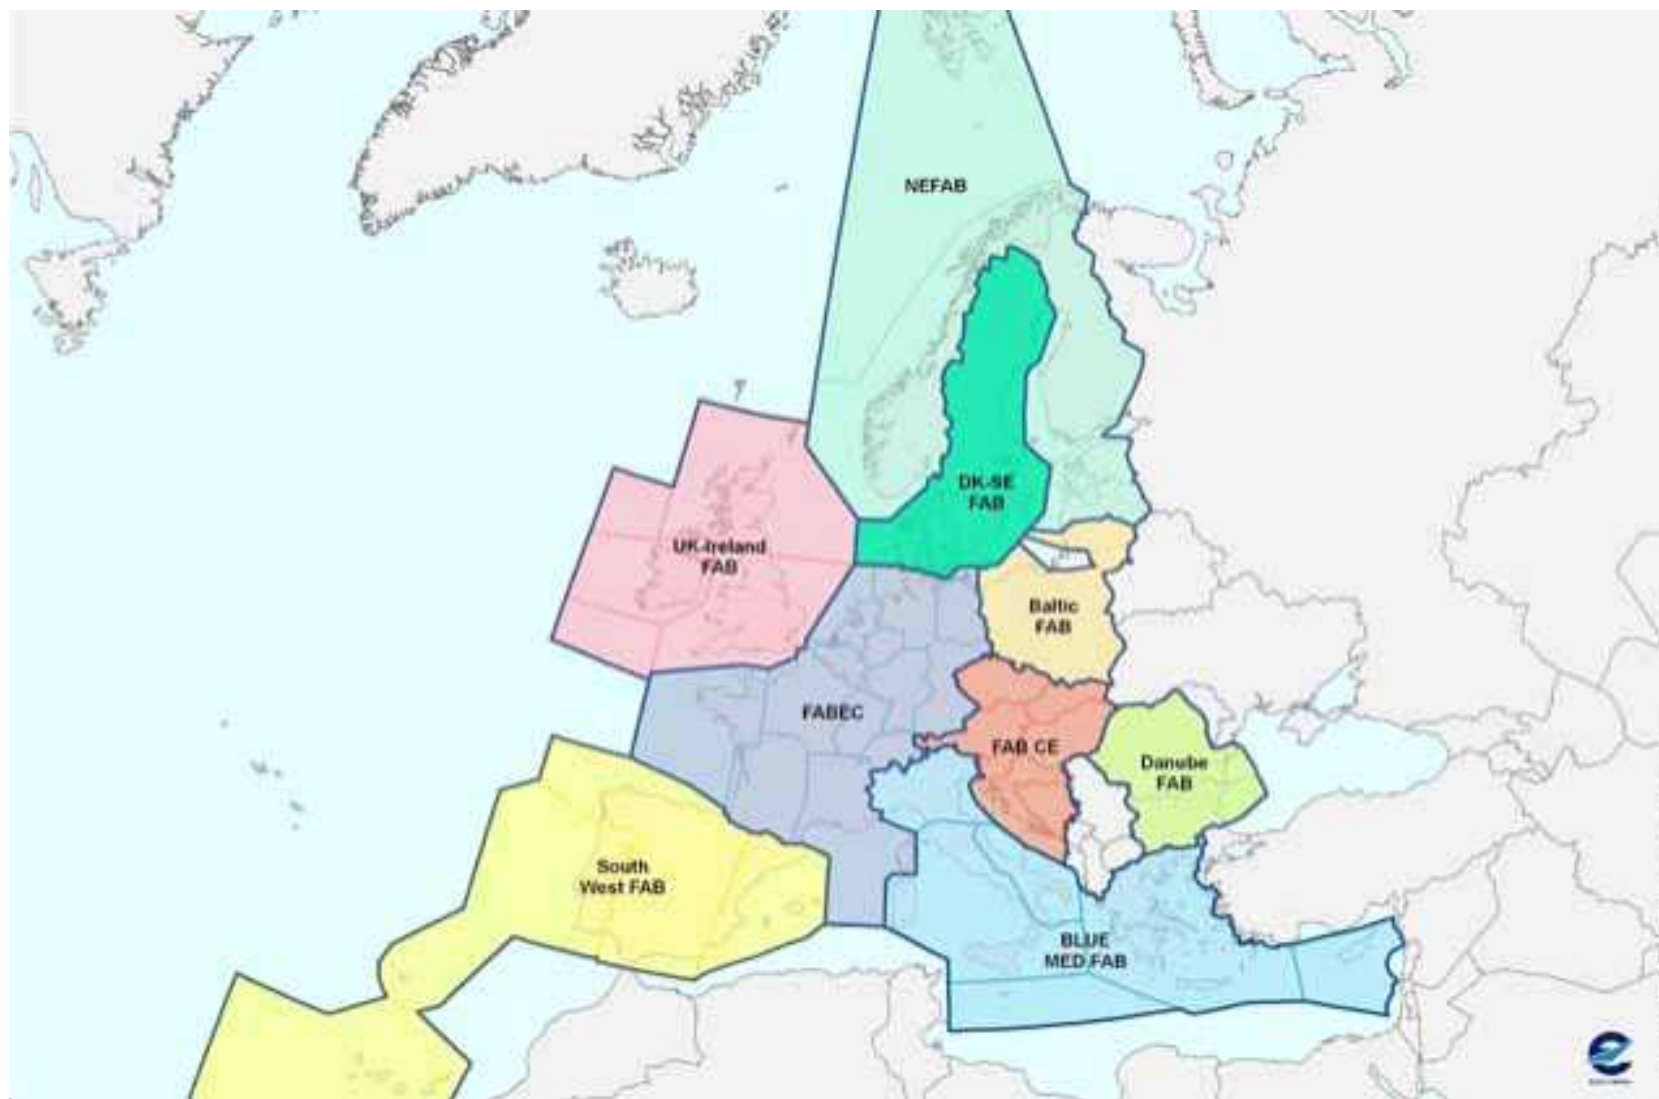 NEFAB
DK-SE
FAB
UK-Ireland
FAB
Baltic
FAB
FABEC
FAB CE
Danube
FAB
South
West FAB
BLUE
MED FAB